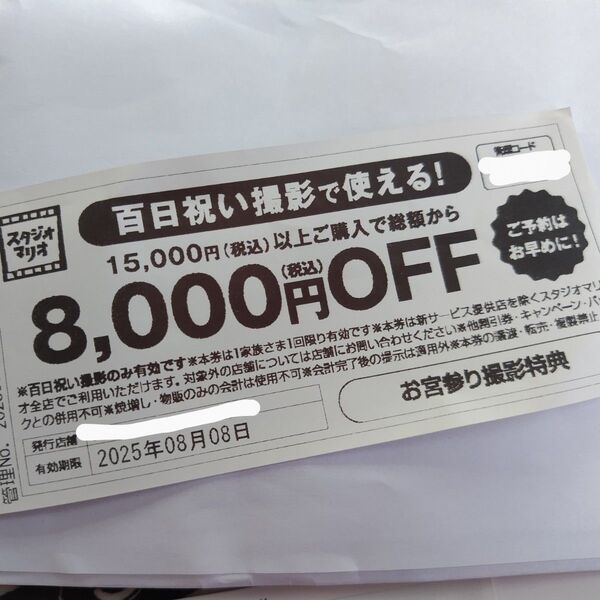 スタジオ
マリオ
百日祝い撮影で使える!
15,000円(税込)以上ご購入で総額から
8,000円(税込)OFF
ご予約は
お早めに!
※百日祝い撮影のみ有効です※本券は1家族さま1回限り有効です※本券は新サービス提供店を除くスタジオマリ
オ全店でご利用いただけます。対象外の店舗については店舗にお問い合わせください※他割引券・キャンペーン・パッ
クとの併用不可※焼増し・物販のみの会計は使用不可※会計完了後の提示は適用外※本券の譲渡・転売・複製禁止
お宮参り撮影特典
発行店舗
有効期限 2025年08月08日
管理No.